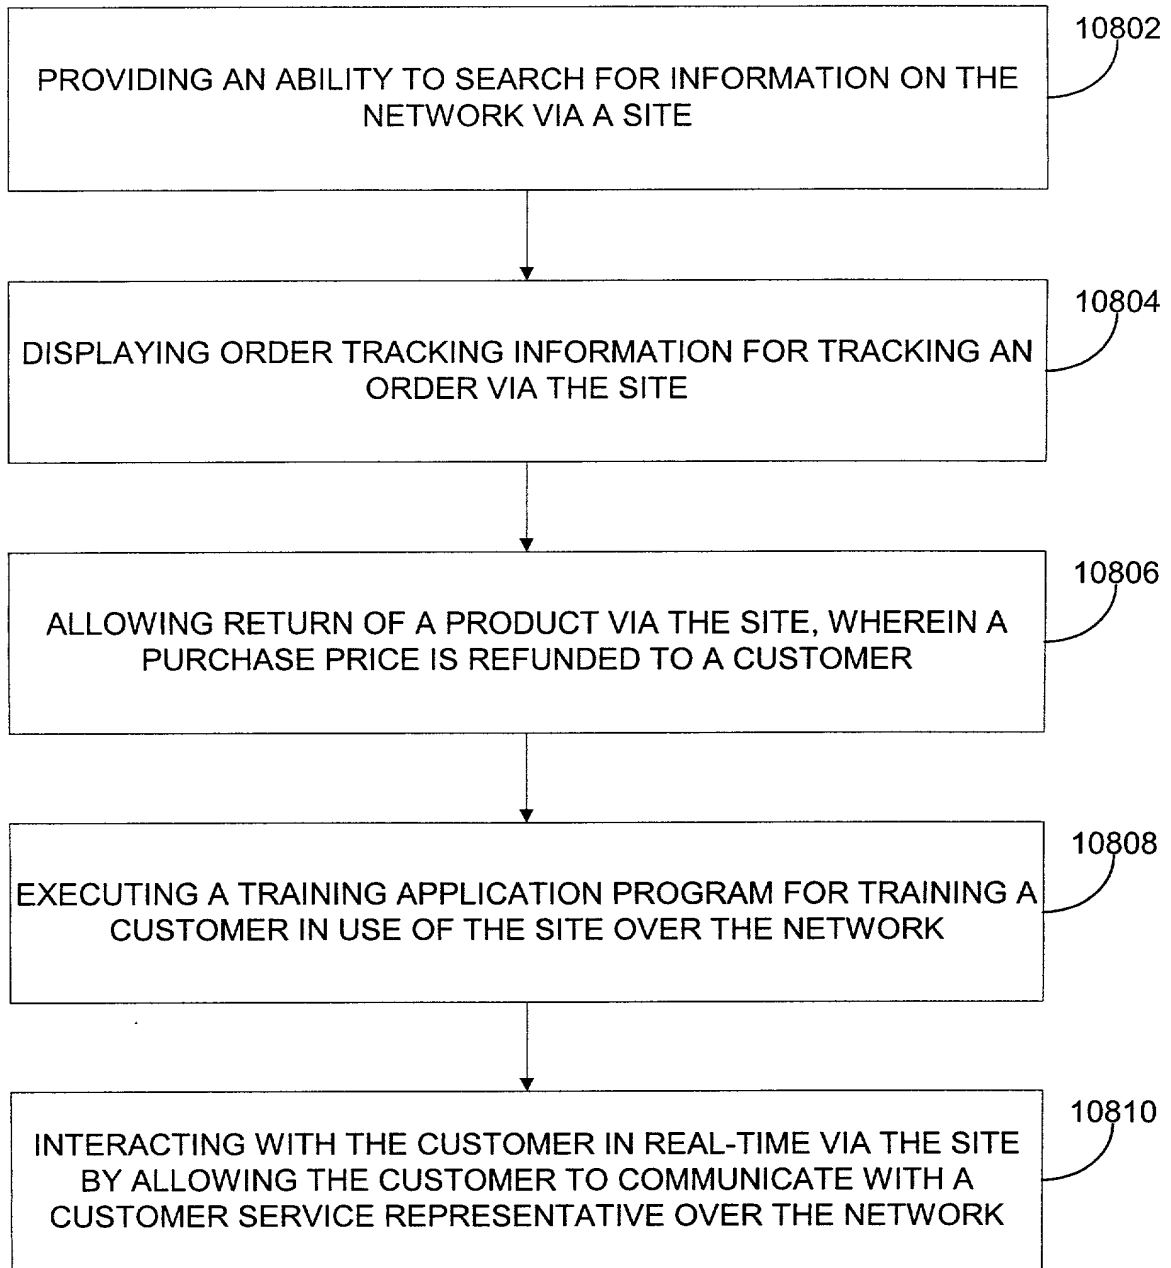 10802
PROVIDING AN ABILITY TO SEARCH FOR INFORMATION ON THE
NETWORK VIA A SITE
10804
DISPLAYING ORDER TRACKING INFORMATION FOR TRACKING AN
ORDER VIA THE SITE
10806
ALLOWING RETURN OF A PRODUCT VIA THE SITE, WHEREIN A
PURCHASE PRICE IS REFUNDED TO A CUSTOMER
10808
EXECUTING A TRAINING APPLICATION PROGRAM FOR TRAINING A
CUSTOMER IN USE OF THE SITE OVER THE NETWORK
10810
INTERACTING WITH THE CUSTOMER IN REAL-TIME VIA THE SITE
BY ALLOWING THE CUSTOMER TO COMMUNICATE WITH A
CUSTOMER SERVICE REPRESENTATIVE OVER THE NETWORK